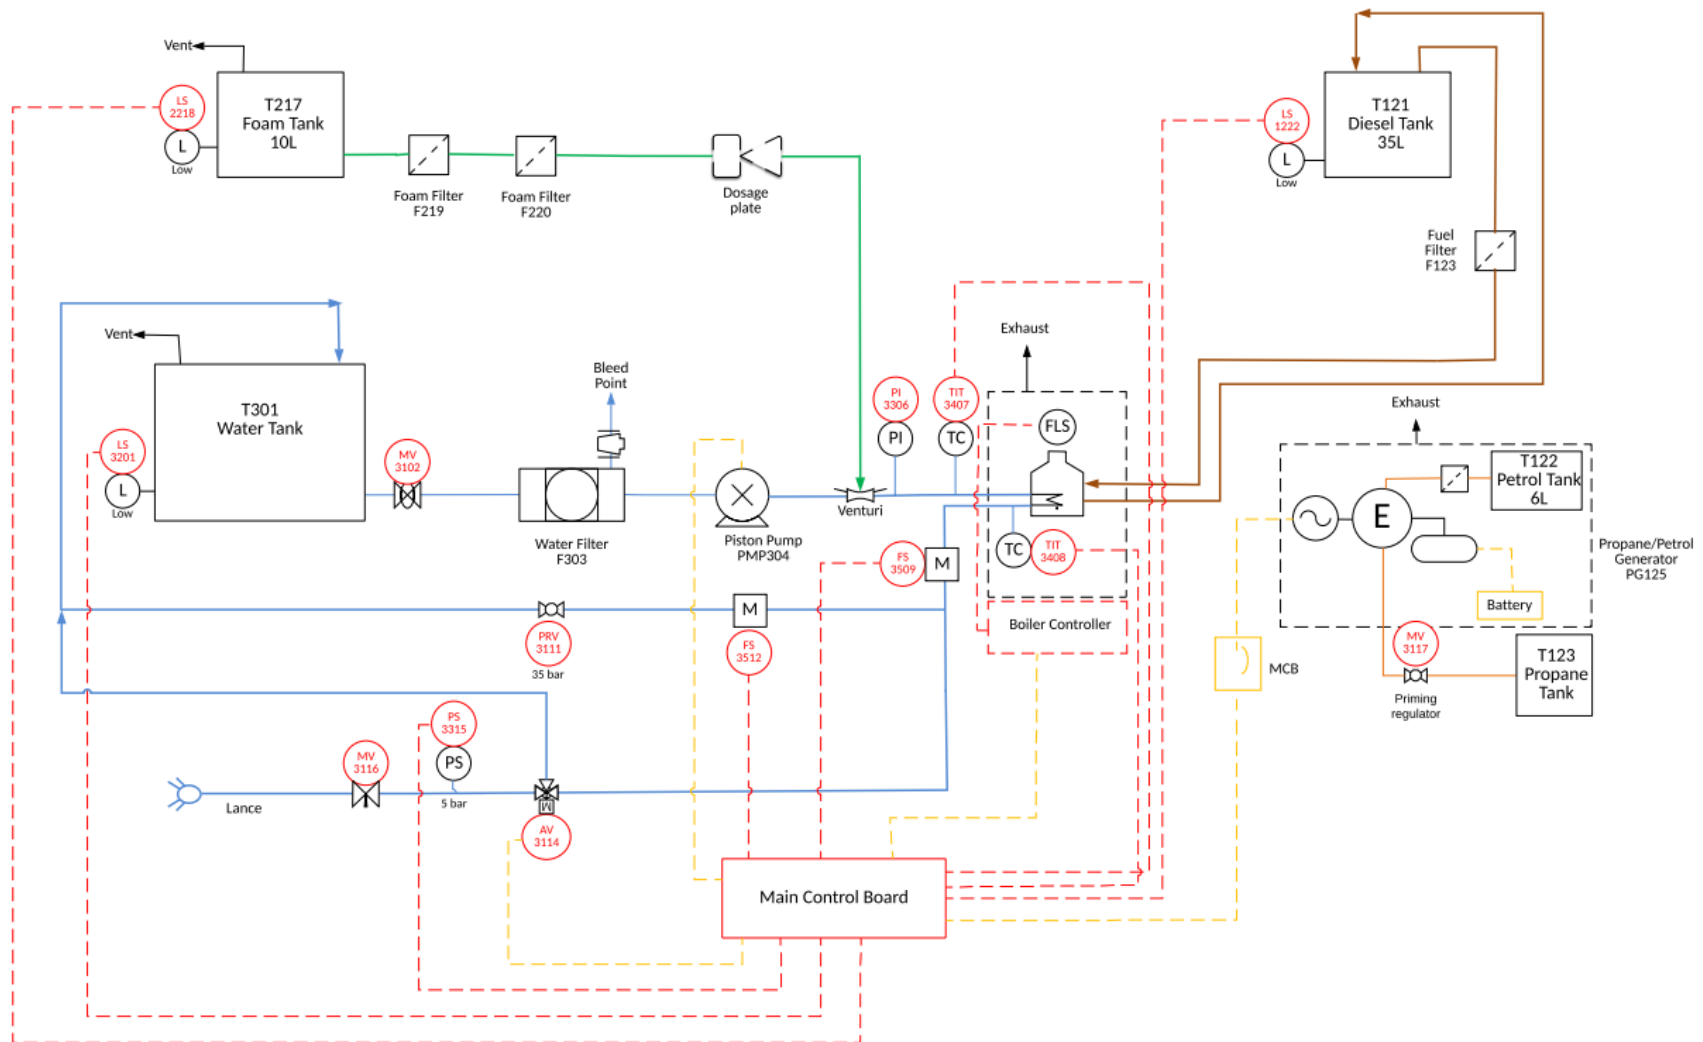 Vent
LS
2218
L
Low
T217
Foam Tank
10L
Foam Filter
F219
Foam Filter
F220
Dosage
plate
LS
1222
L
Low
T121
Diesel Tank
35L
Fuel
Filter
F123
Vent
T301
Water Tank
LS
3201
L
Low
MV
3102
Bleed
Point
Water Filter
F303
Piston Pump
PMP304
Venturi
PI
3306
PI
TIT
3407
TC
Exhaust
FLS
TC
TIT
3408
FS
3509
M
Boiler Controller
Exhaust
E
T122
Petrol Tank
6L
Battery
Propane/Petrol
Generator
PG125
MV
3117
Priming
regulator
T123
Propane
Tank
MCB
PRV
3111
35 bar
M
FS
3512
PS
3315
PS
5 bar
MV
3116
Lance
M
AV
3114
Main Control Board